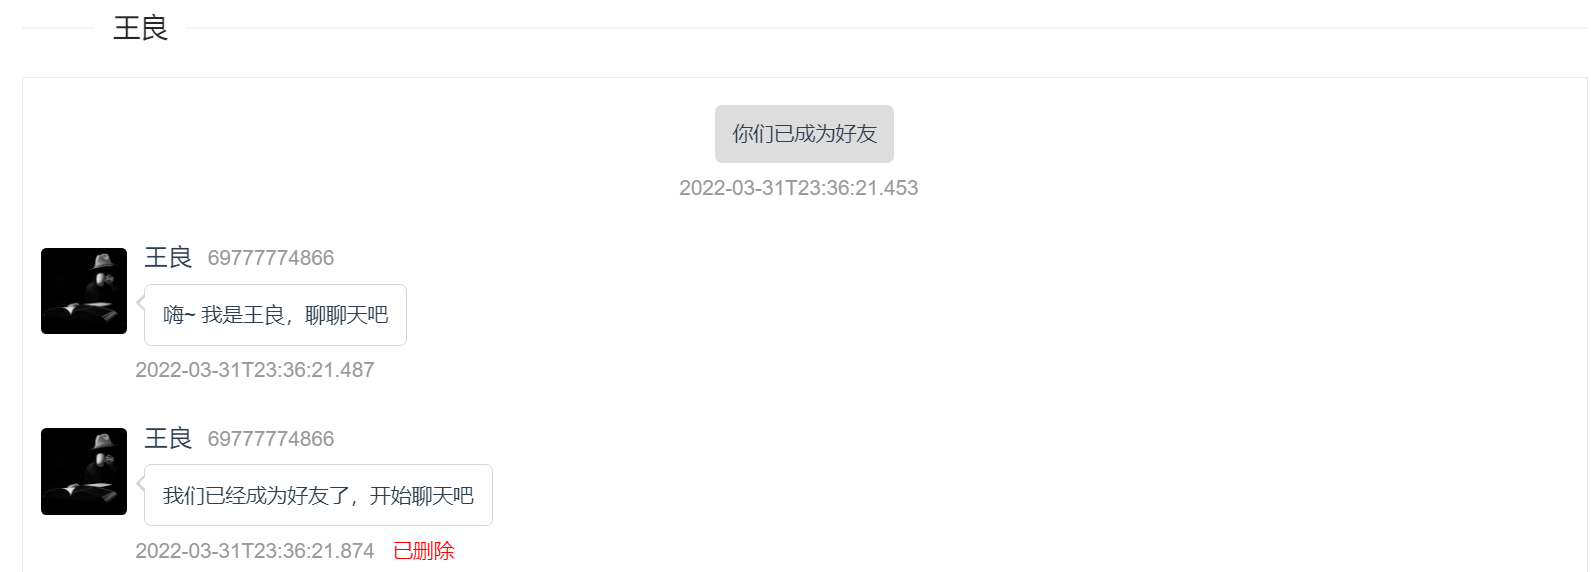 王良
你们已成为好友
2022-03-31T23:36:21.453
王良 69777774866
嗨~ 我是王良，聊聊天吧
2022-03-31T23:36:21.487
王良 69777774866
我们已经成为好友了，开始聊天吧
2022-03-31T23:36:21.874 已删除